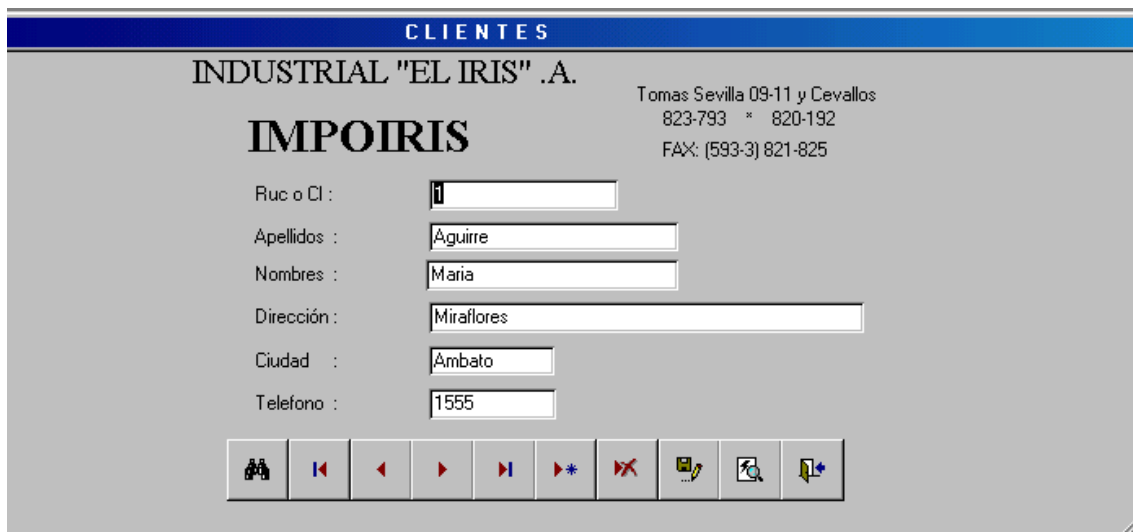 CLIENTES
INDUSTRIAL "EL IRIS" .A.
IMPOIRIS
Tomas Sevilla 09-11 y Cevallos
823-793 * 820-192
FAX: (593-3) 821-825
Ruc o CI : 1
Apellidos : Aguirre
Nombres : Maria
Dirección : Miraflores
Ciudad : Ambato
Telefono : 1555